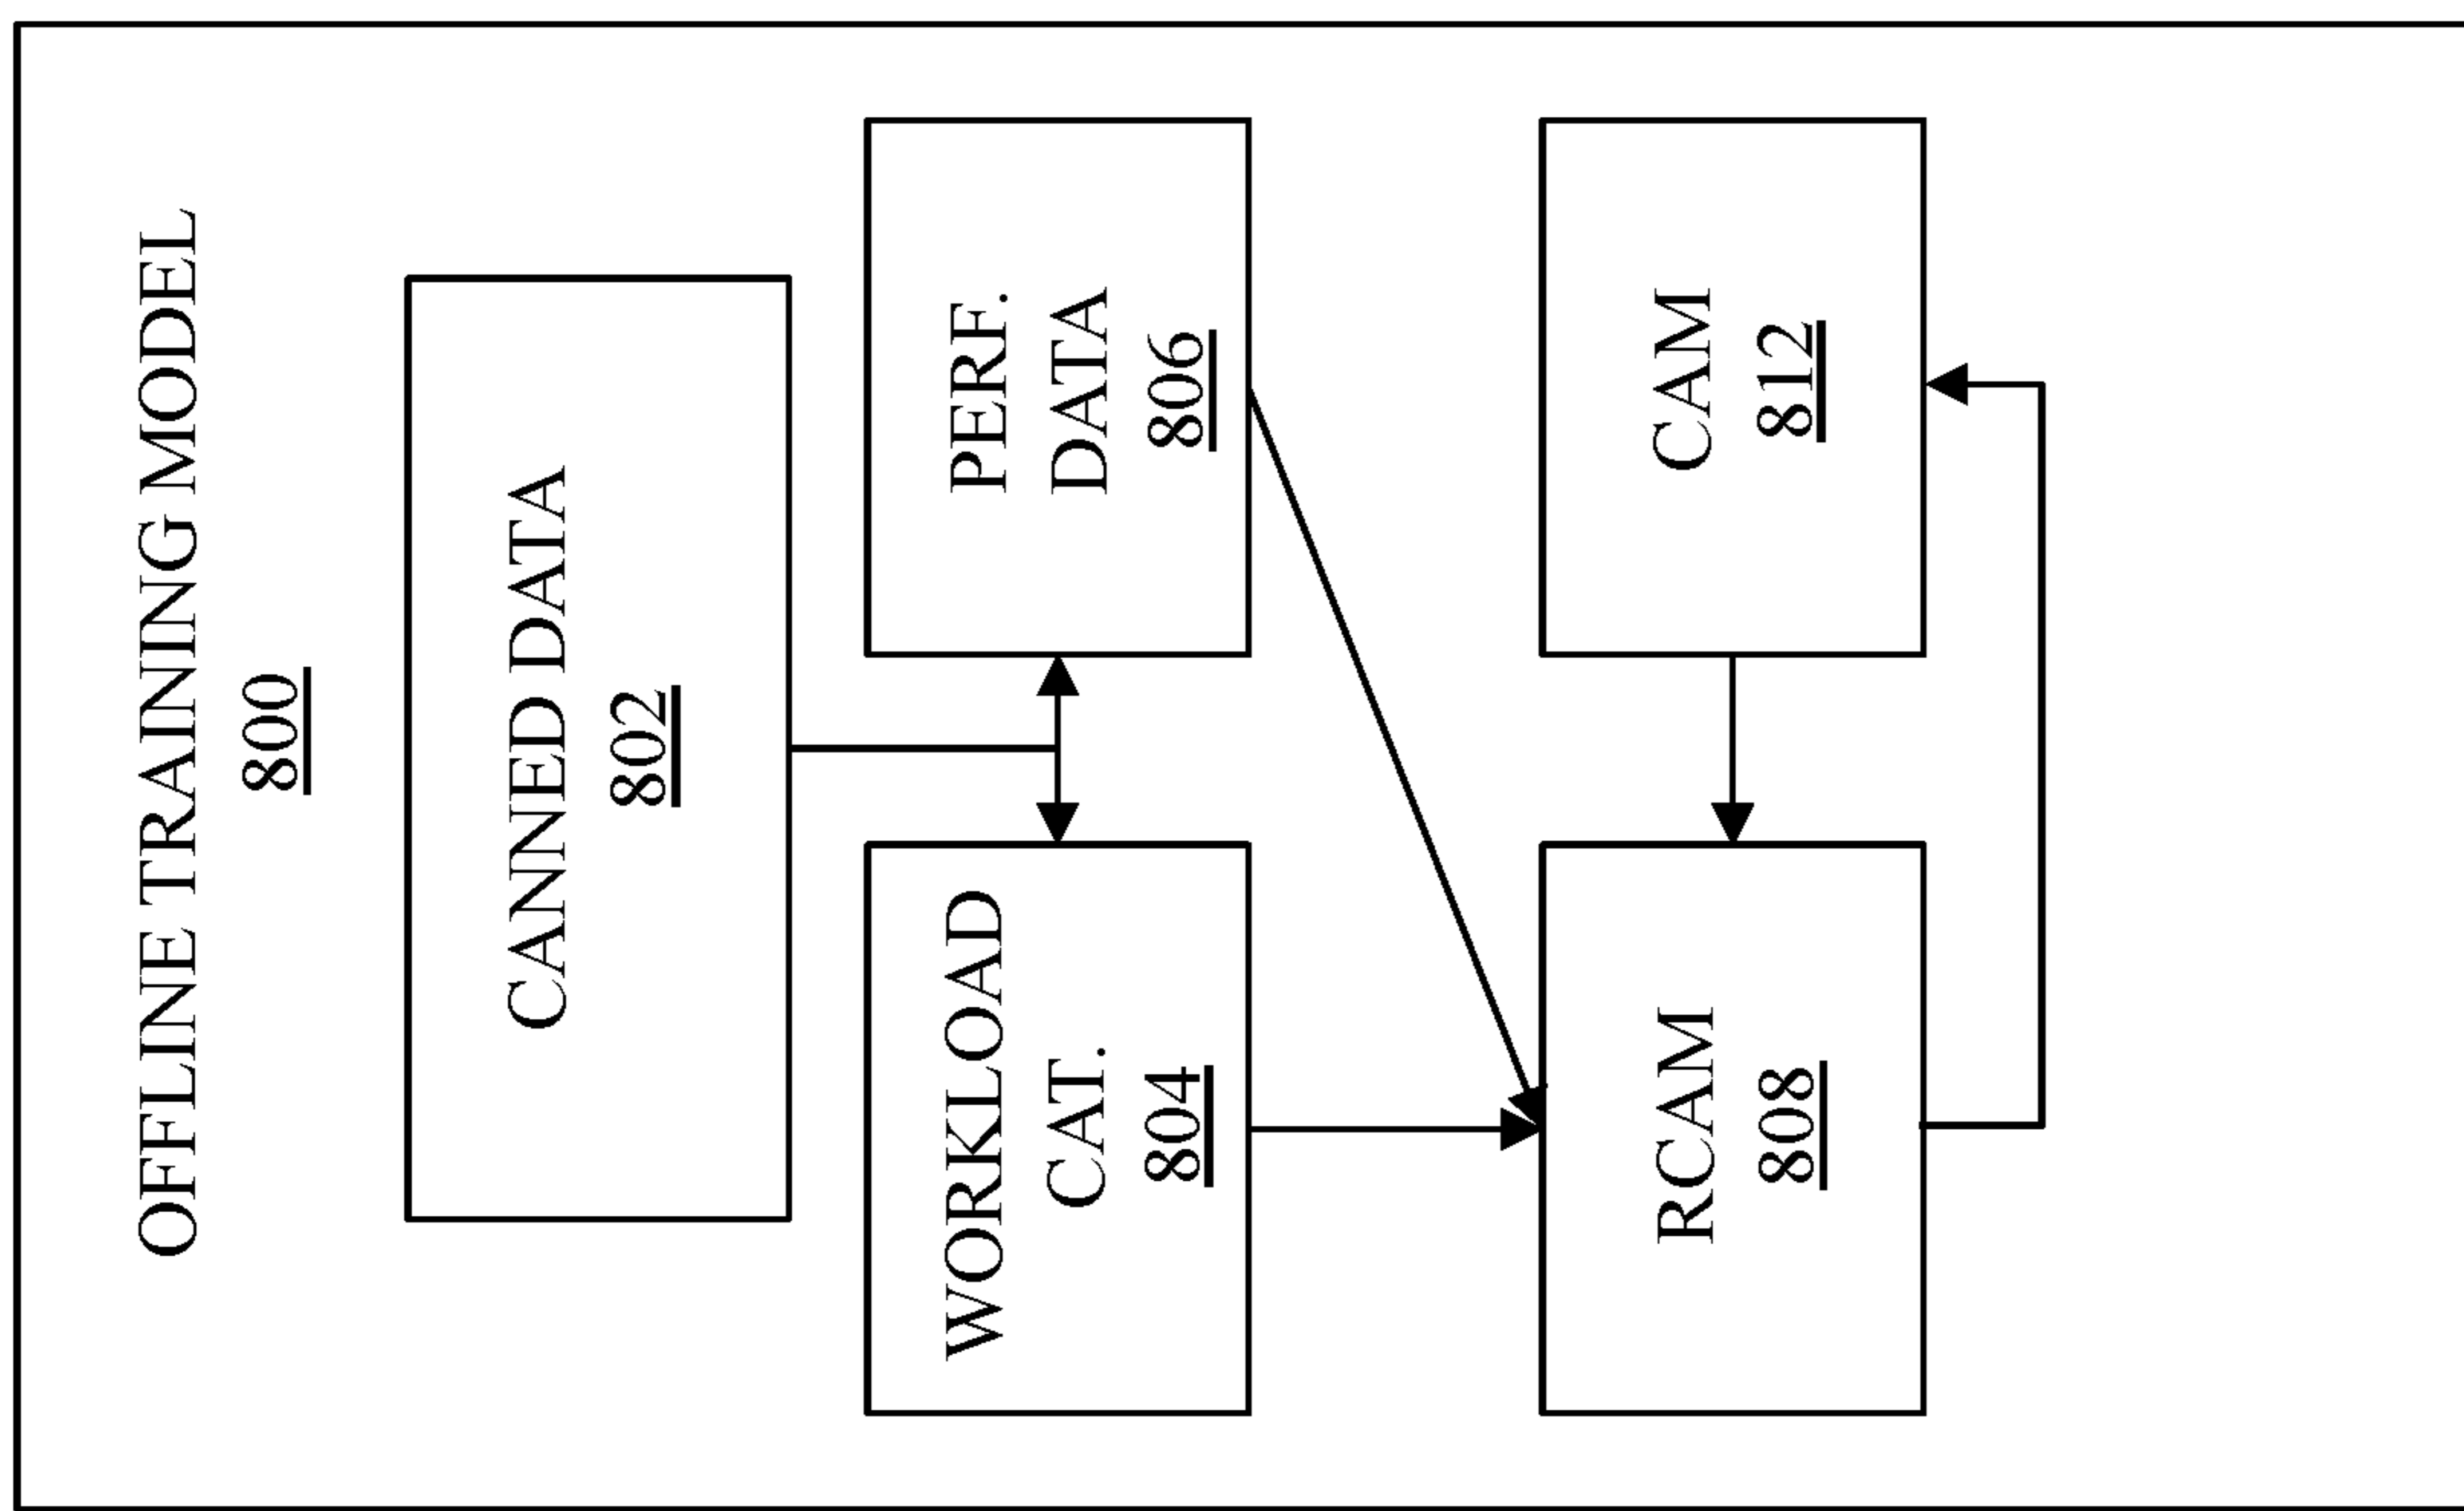 OFFLINE TRAINING MODEL
800
CANNED DATA
802
WORKLOAD
CAT.
804
PERF.
DATA
806
RCAM
808
CAM
812